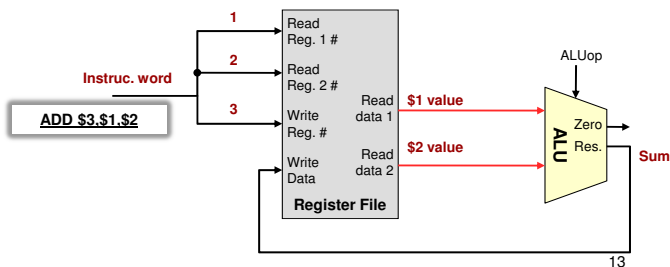 1
2
3
Instruc. word
ADD $3,$1,$2
Read
Reg. 1 #
Read
Reg. 2 #
Write
Reg. #
Write
Data
Read
data 1
Read
data 2
Register File
$1 value
$2 value
ALUop
ALU
Zero
Res.
Sum
13